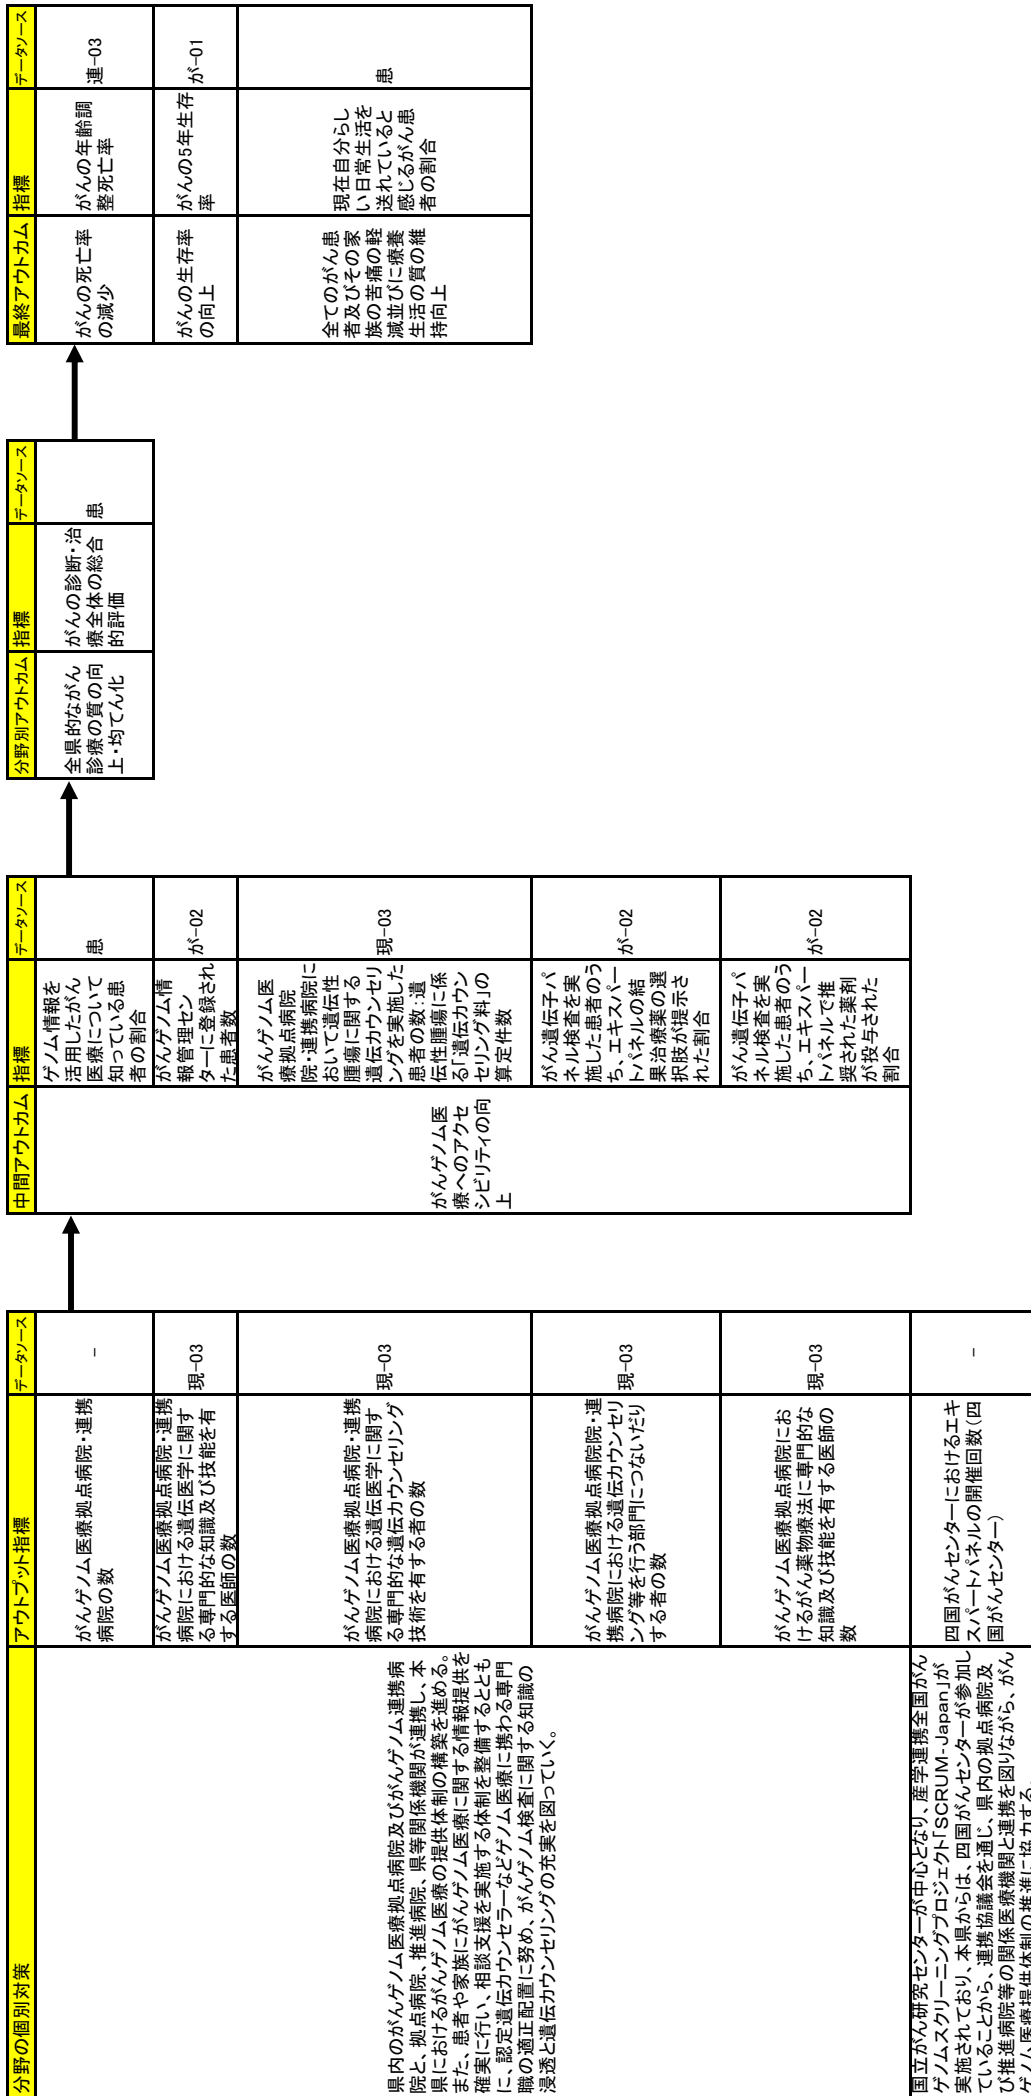 分野の個別対策
アウトプット指標
データソース
県内のがんゲノム医療拠点病院及びがんゲノム連携病
院と、拠点病院、推進病院、県等関係機関が連携し、本
県におけるがんゲノム医療の提供体制の構築を進める。
また、患者や家族にがんゲノム医療に関する情報提供を
確実に行い、相談支援を実施する体制を整備するととも
に、認定遺伝カウンセラーなどゲノム医療に携わる専門
職の適正配置に努め、がんゲノム検査に関する知識の
浸透と遺伝カウンセリングの充実を図っていく。
がんゲノム医療拠点病院・連携
病院の数
-
がんゲノム医療拠点病院・連携
病院における遺伝医学に関す
る専門的な知識及び技能を有
する医師の数
現-03
がんゲノム医療拠点病院・連携
病院における遺伝医学に関す
る専門的な遺伝カウンセリング
技術を有する者の数
現-03
がんゲノム医療拠点病院院・連
携病院における遺伝カウンセリ
ング等を行う部門につないだり
する者の数
現-03
がんゲノム医療拠点病院にお
けるがん薬物療法に専門的な
知識及び技能を有する医師の
数
現-03
国立がん研究センターが中心となり、産学連携全国がん
ゲノムスクリーニングプロジェクト「SCRUM-Japan」が
実施されており、本県からは、四国がんセンターが参加し
ていることから、連携協議会を通じ、県内の拠点病院及
び推進病院等の関係医療機関と連携を図りながら、がん
ゲノム医療提供体制の推進に協力する。
四国がんセンターにおけるエキ
スパートパネルの開催回数(四
国がんセンター)
-
中間アウトカム
指標
データソース
がんゲノム医
療へのアクセ
シビリティの向
上
ゲノム情報を
活用したがん
医療について
知っている患
者の割合
患
がんゲノム情
報管理セン
ターに登録され
た患者数
が-02
がんゲノム医
療拠点病院
院・連携病院に
おいて遺伝性
腫瘍に関する
遺伝カウンセリ
ングを実施した
患者の数:遺
伝性腫瘍に係
る「遺伝カウン
セリング料」の
算定件数
現-03
がん遺伝子パ
ネル検査を実
施した患者のう
ち、エキスパー
トパネルの結
果治療薬の選
択肢が提示さ
れた割合
が-02
がん遺伝子パ
ネル検査を実
施した患者のう
ち、エキスパー
トパネルで推
奨された薬剤
が投与された
割合
が-02
分野別アウトカム
指標
データソース
全県的ながん
診療の質の向
上・均てん化
がんの診断・治
療全体の総合
的評価
患
最終アウトカム
指標
データソース
がんの死亡率
の減少
がんの年齢調
整死亡率
連-03
がんの生存率
の向上
がんの5年生存
率
が-01
全てのがん患
者及びその家
族の苦痛の軽
減並びに療養
生活の質の維
持向上
現在自分らし
い日常生活を
送れていると
感じるがん患
者の割合
患